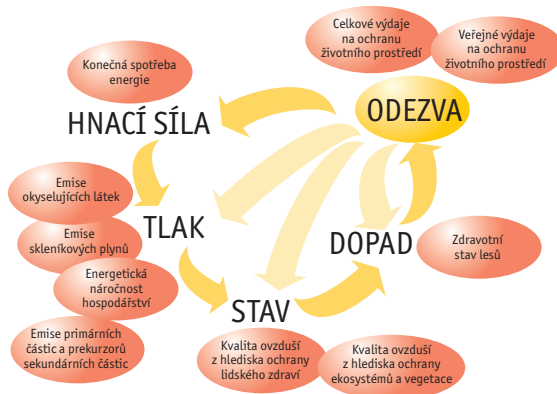 Celkové výdaje
na ochranu
životního prostředí
Veřejné výdaje
na ochranu
životního prostředí
Konečná spotřeba
energie
ODEZVA
HNACÍ SÍLA
Emise
okyselujících látek
TLAK
Emise
skleníkových plynů
DOPAD
Zdravotní
stav lesů
Energetická
náročnost
hospodářství
STAV
Emise primárních
částic a prekurzorů
sekundárních částic
Kvalita ovzduší
z hlediska ochrany
lidského zdraví
Kvalita ovzduší
z hlediska ochrany
ekosystémů a vegetace